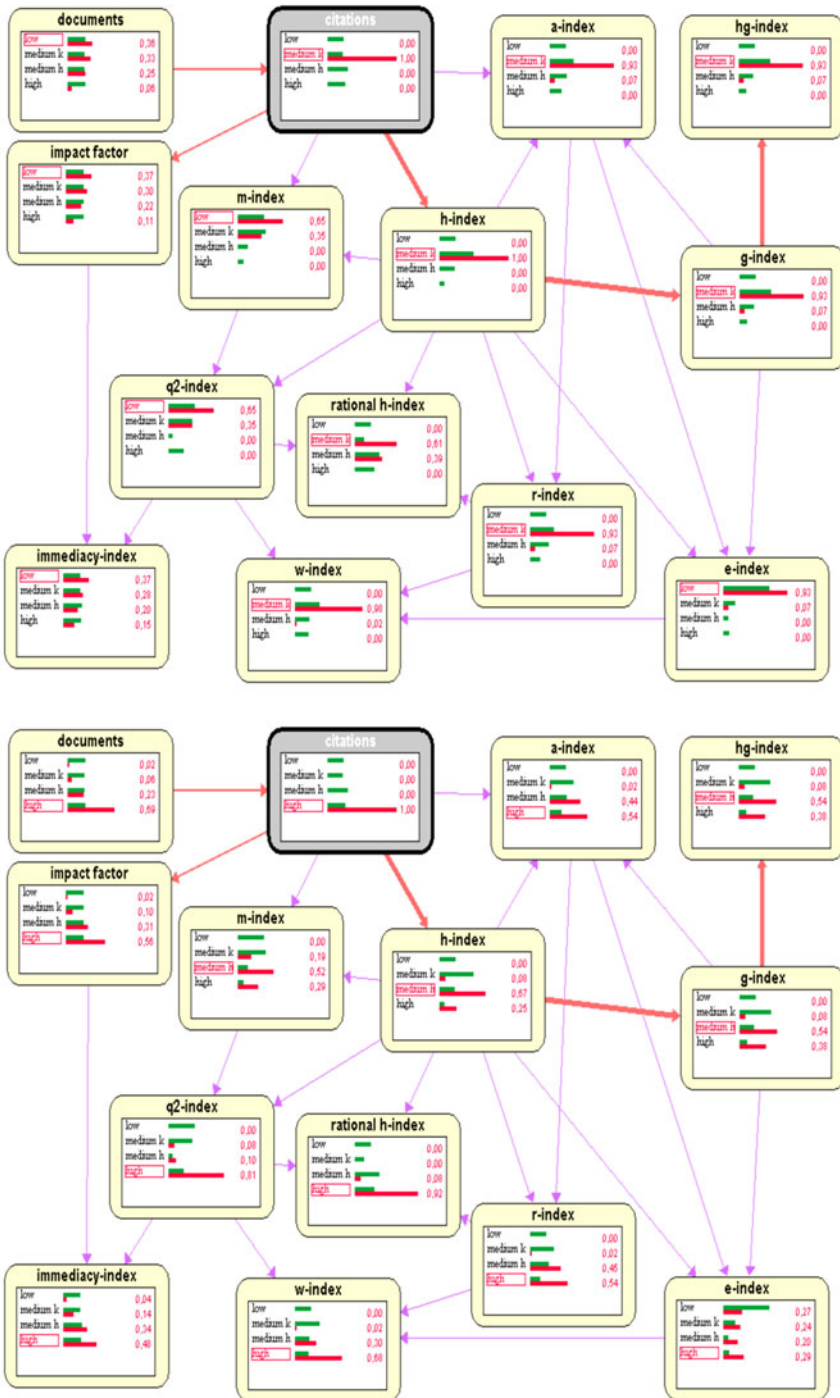 documents
low 0,36
medium k 0,33
medium h 0,25
high 0,06
citations
low 0,00
medium k 1,00
medium h 0,00
high 0,00
a-index
low 0,00
medium k 0,93
medium h 0,07
high 0,00
hg-index
low 0,00
medium k 0,93
medium h 0,07
high 0,00
impact factor
low 0,37
medium k 0,30
medium h 0,22
high 0,11
m-index
low 0,65
medium k 0,35
medium h 0,00
high 0,00
h-index
low 0,00
medium k 1,00
medium h 0,00
high 0,00
g-index
low 0,00
medium k 0,93
medium h 0,07
high 0,00
q2-index
low 0,65
medium k 0,35
medium h 0,00
high 0,00
rational h-index
low 0,00
medium k 0,61
medium h 0,39
high 0,00
r-index
low 0,00
medium k 0,93
medium h 0,07
high 0,00
immediacy-index
low 0,37
medium k 0,28
medium h 0,20
high 0,15
w-index
low 0,00
medium k 0,98
medium h 0,02
high 0,00
e-index
low 0,93
medium k 0,07
medium h 0,00
high 0,00
documents
low 0,02
medium k 0,06
medium h 0,23
high 0,69
citations
low 0,00
medium k 0,00
medium h 0,00
high 1,00
a-index
low 0,00
medium k 0,02
medium h 0,44
high 0,54
hg-index
low 0,00
medium k 0,08
medium h 0,54
high 0,38
impact factor
low 0,02
medium k 0,10
medium h 0,31
high 0,56
m-index
low 0,00
medium k 0,19
medium h 0,52
high 0,29
h-index
low 0,00
medium k 0,08
medium h 0,67
high 0,25
g-index
low 0,00
medium k 0,08
medium h 0,54
high 0,38
q2-index
low 0,00
medium k 0,08
medium h 0,10
high 0,81
rational h-index
low 0,00
medium k 0,00
medium h 0,08
high 0,92
r-index
low 0,00
medium k 0,02
medium h 0,46
high 0,54
immediacy-index
low 0,04
medium k 0,14
medium h 0,34
high 0,48
w-index
low 0,00
medium k 0,02
medium h 0,30
high 0,68
e-index
low 0,27
medium k 0,24
medium h 0,20
high 0,29